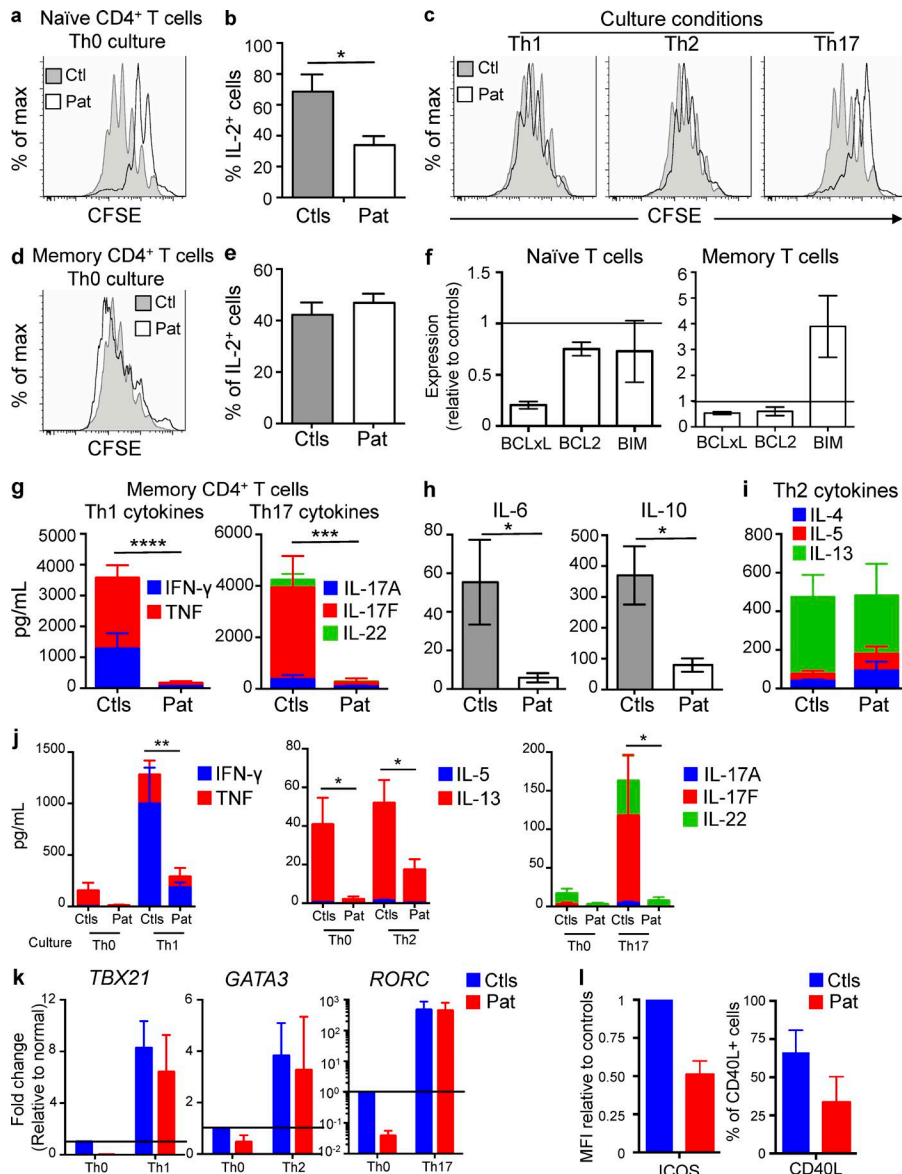 a Naïve CD4⁺ T cells
Th0 culture
Ctl
Pat
% of max
CFSE
b
*
% IL-2⁺ cells
80
60
40
20
0
Ctls Pat
c Culture conditions
Th1 Th2 Th17
Ctl
Pat
% of max
CFSE
d Memory CD4⁺ T cells
Th0 culture
Ctl
Pat
% of max
CFSE
e
% of IL-2⁺ cells
60
40
20
0
Ctls Pat
f Naïve T cells Memory T cells
Expression
(relative to controls)
1.5
1
0.5
0
BCLxL BCL2 BIM
6
5
4
3
2
1
0
BCLxL BCL2 BIM
g Memory CD4⁺ T cells
Th1 cytokines Th17 cytokines
pg/mL
5000
4000
3000
2000
1000
0
****
IFN-γ
TNF
Ctls Pat
6000
4000
2000
0
***
IL-17A
IL-17F
IL-22
Ctls Pat
h IL-6 IL-10
80
60
40
20
0
*
Ctls Pat
400
300
200
100
0
*
Ctls Pat
i Th2 cytokines
IL-4
IL-5
IL-13
800
600
400
200
0
Ctls Pat
j
pg/mL
1500
1000
500
0
**
IFN-γ
TNF
Ctls Pat Ctls Pat
Culture Th0 Th1
60
40
20
0
* *
IL-5
IL-13
Ctls Pat Ctls Pat
Th0 Th2
200
150
100
50
0
*
IL-17A
IL-17F
IL-22
Ctls Pat Ctls Pat
Th0 Th17
k TBX21 GATA3 RORC
Ctls
Pat
Fold change
(Relative to normal)
12
8
4
0
Th0 Th1
6
4
2
0
Th0 Th2
10³
10²
10¹
10⁰
10⁻¹
10⁻²
Th0 Th17
l
Ctls
Pat
MFI relative to controls
1
0.75
0.5
0.25
0
ICOS
% of CD40L+ cells
100
75
50
25
0
CD40L